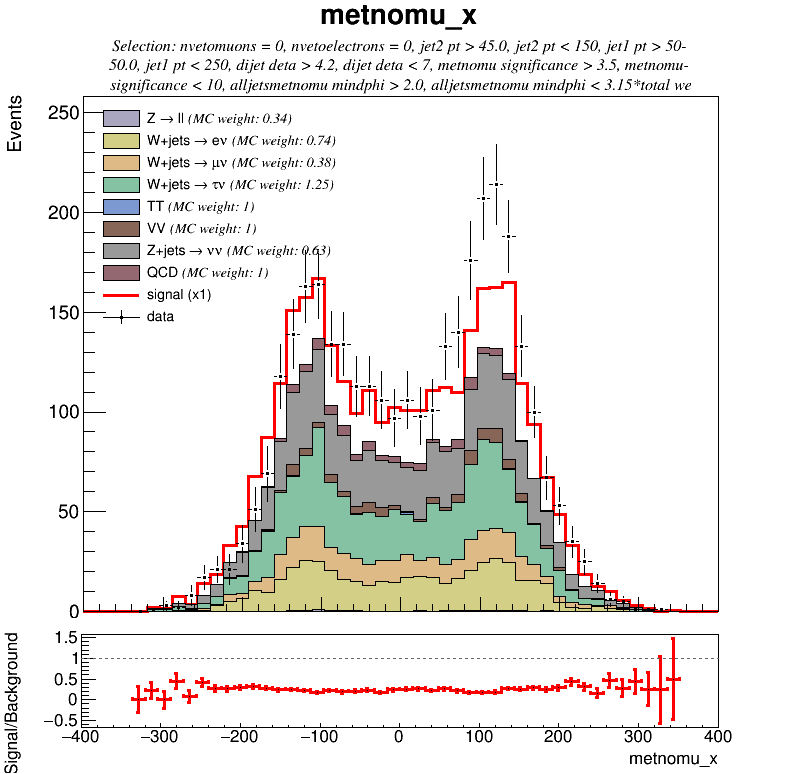 metnomu_x
Selection: nvetomuons = 0, nvetoelectrons = 0, jet2 pt > 45.0, jet2 pt < 150, jet1 pt > 50-
50.0, jet1 pt < 250, dijet deta > 4.2, dijet deta < 7, metnomu significance > 3.5, metnomu-
significance < 10, alljetsmetnomu mindphi > 2.0, alljetsmetnomu mindphi < 3.15*total we
Events
250
200
150
100
50
0
Z → ll (MC weight: 0.34)
W+jets → eν (MC weight: 0.74)
W+jets → μν (MC weight: 0.38)
W+jets → τν (MC weight: 1.25)
TT (MC weight: 1)
VV (MC weight: 1)
Z+jets → νν (MC weight: 0.63)
QCD (MC weight: 1)
signal (x1)
data
Signal/Background
1.5
1
0.5
0
−0.5
−400 −300 −200 −100 0 100 200 300 400
metnomu_x